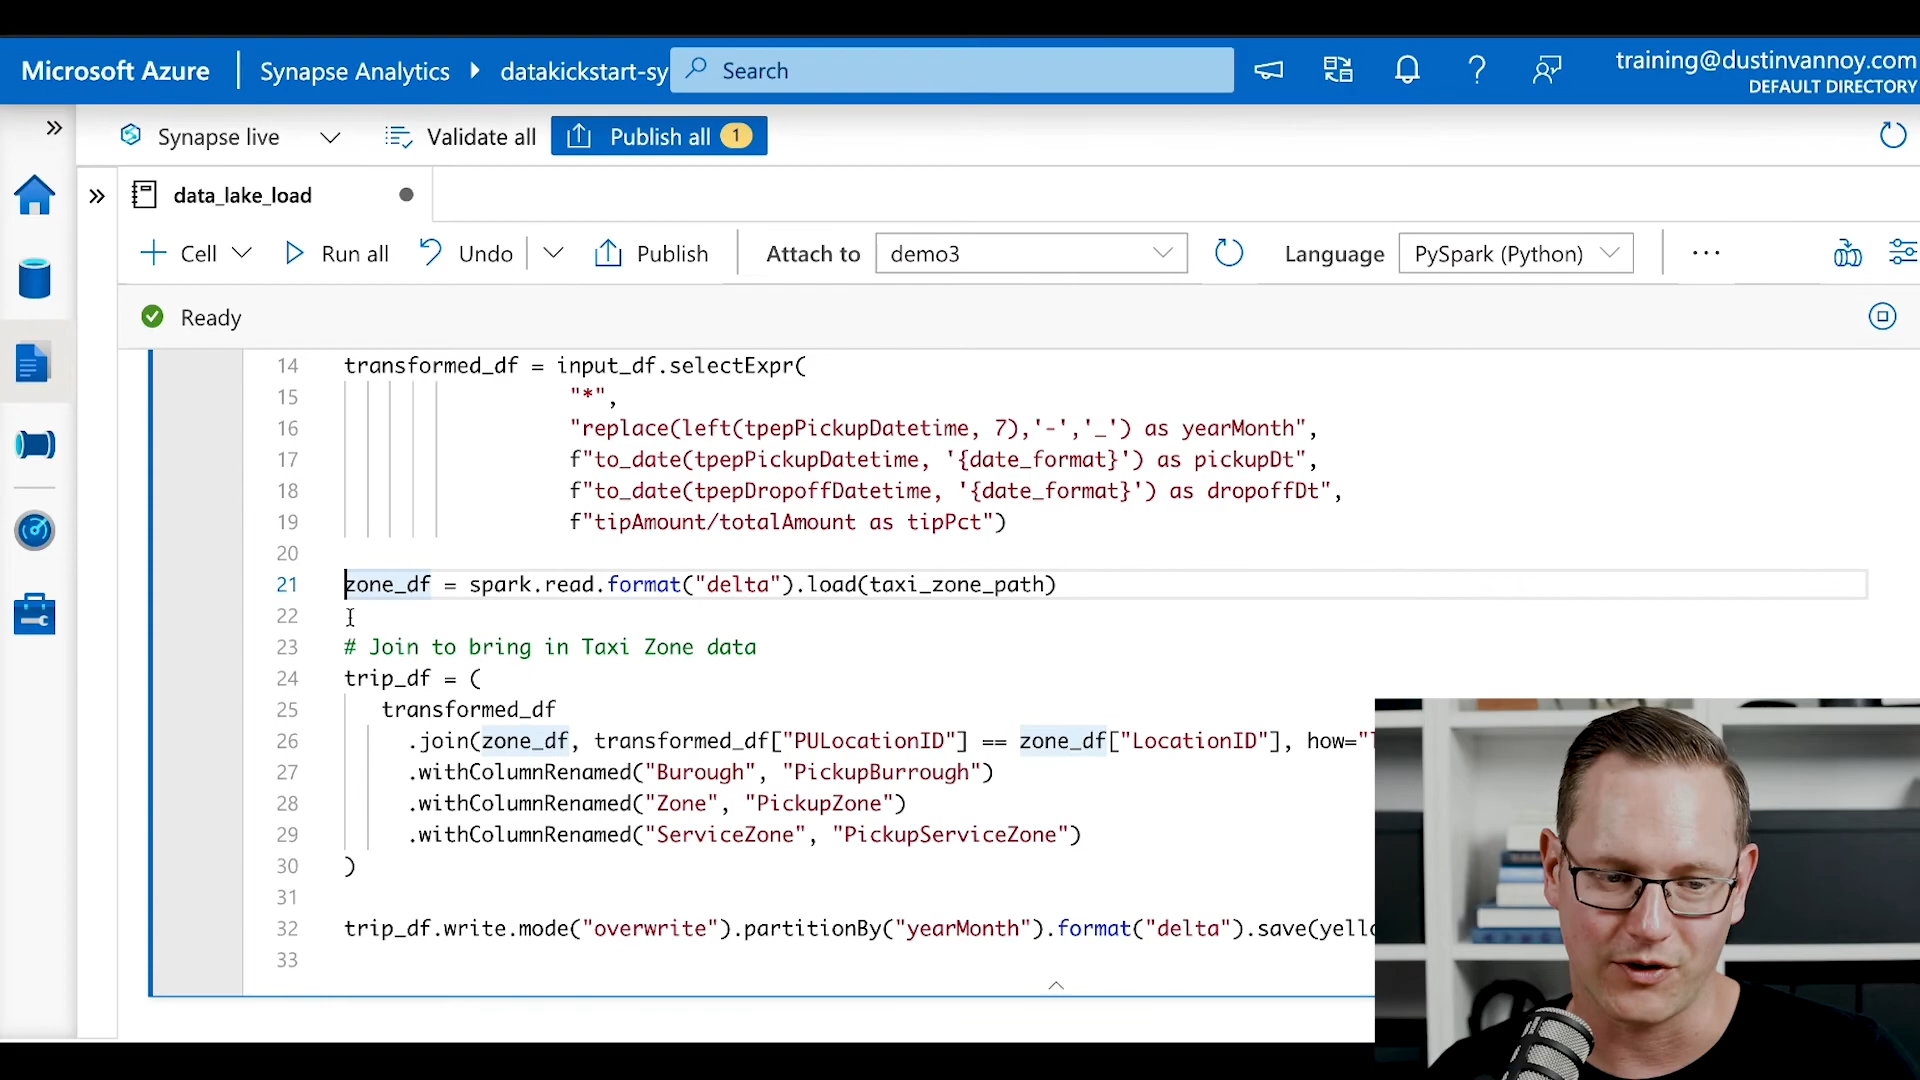 Microsoft Azure
Synapse Analytics
datakickstart-sy
Search
training@dustinvannoy.com
DEFAULT DIRECTORY
Synapse live
Validate all
Publish all 1
data_lake_load
Cell
Run all
Undo
Publish
Attach to
demo3
Language
PySpark (Python)
...
Ready
14 transformed_df = input_df.selectExpr(
15 "*",
16 "replace(left(tpepPickupDatetime, 7),'-','_') as yearMonth",
17 f"to_date(tpepPickupDatetime, '{date_format}') as pickupDt",
18 f"to_date(tpepDropoffDatetime, '{date_format}') as dropoffDt",
19 f"tipAmount/totalAmount as tipPct")
20
21 zone_df = spark.read.format("delta").load(taxi_zone_path)
22
23 # Join to bring in Taxi Zone data
24 trip_df = (
25 transformed_df
26 .join(zone_df, transformed_df["PULocationID"] == zone_df["LocationID"], how="
27 .withColumnRenamed("Burough", "PickupBurrough")
28 .withColumnRenamed("Zone", "PickupZone")
29 .withColumnRenamed("ServiceZone", "PickupServiceZone")
30 )
31
32 trip_df.write.mode("overwrite").partitionBy("yearMonth").format("delta").save(yell
33